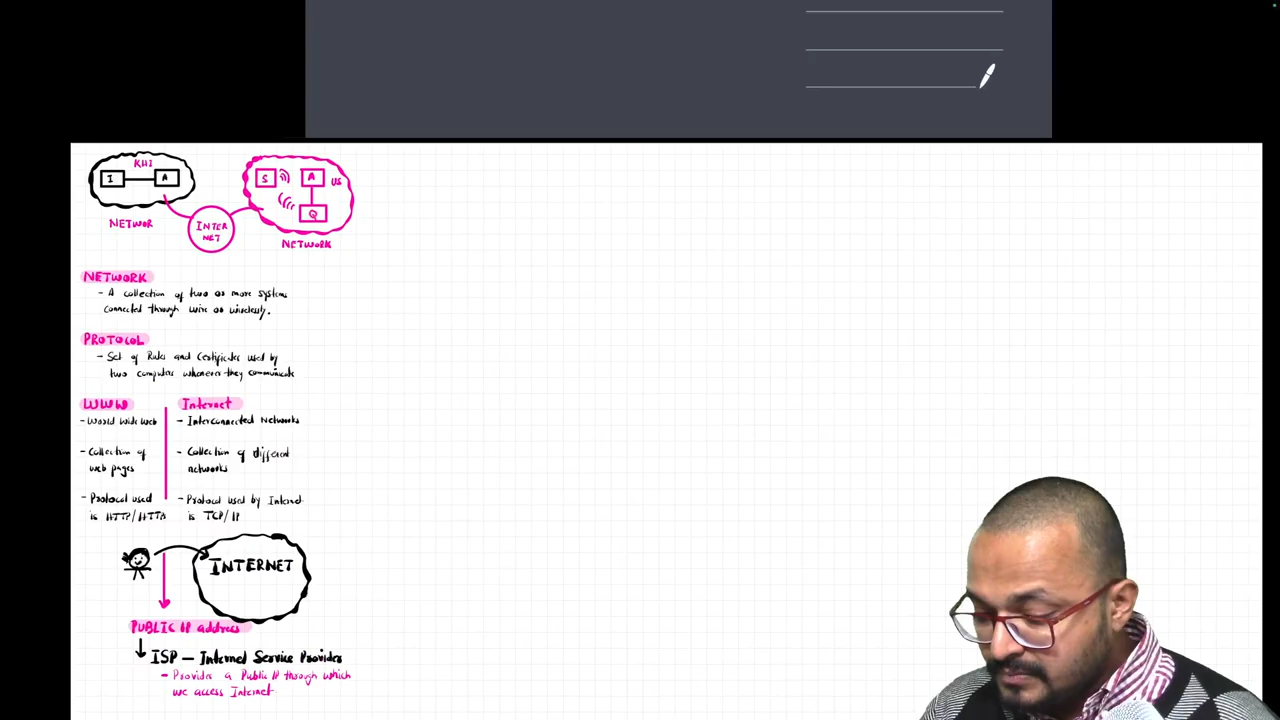 KHI
I A
S A US
Q
NETWOR
INTER
NET
NETWORK
NETWORK
- A collection of two or more systems
connected through wire or wirelessly.
PROTOCOL
- Set of Rules and Certificates used by
two computers whenever they communicate
WWW
- World Wide Web
- Collection of
web pages
- Protocol used
is HTTP/HTTPs
Internet
- Interconnected Networks
- Collection of different
networks
- Protocol used by Internet
is TCP/IP
INTERNET
PUBLIC IP address
ISP - Internet Service Provider
- Provides a Public IP through which
we access Internet